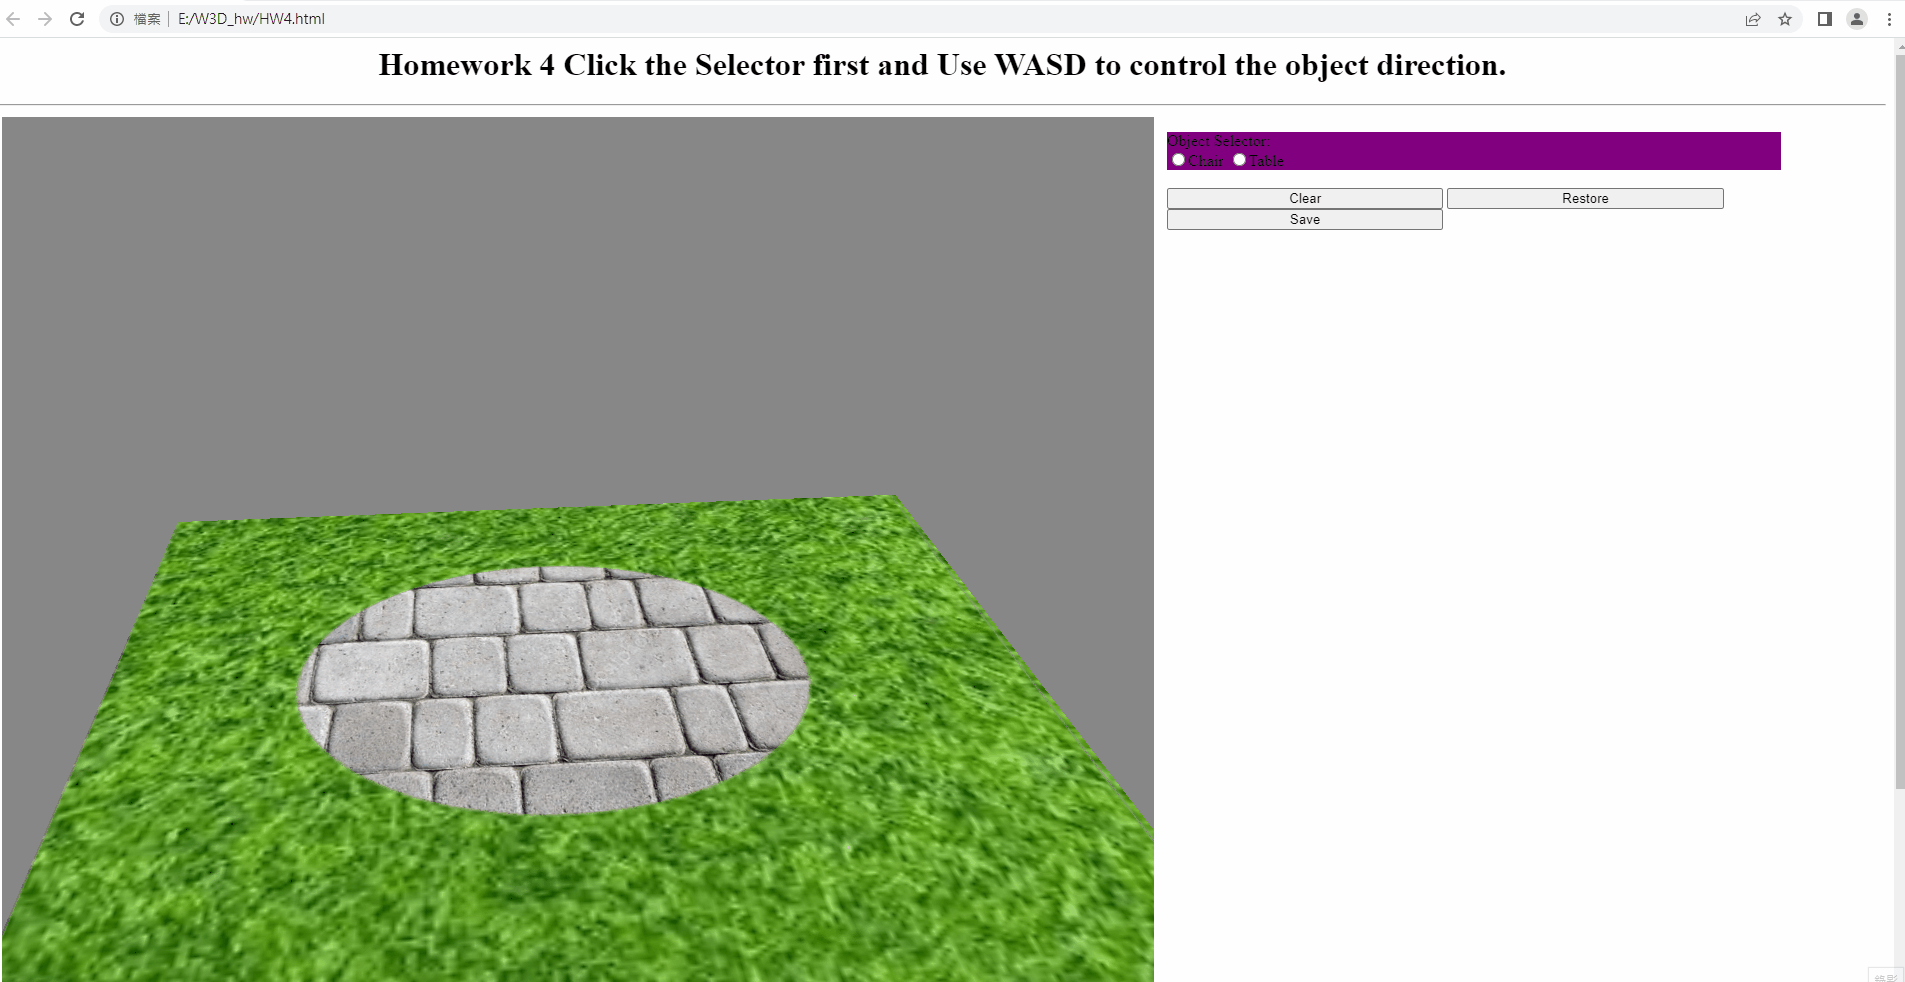 檔案 E:/W3D_hw/HW4.html
Homework 4 Click the Selector first and Use WASD to control the object direction.
Object Selector:
Chair Table
Clear Restore
Save